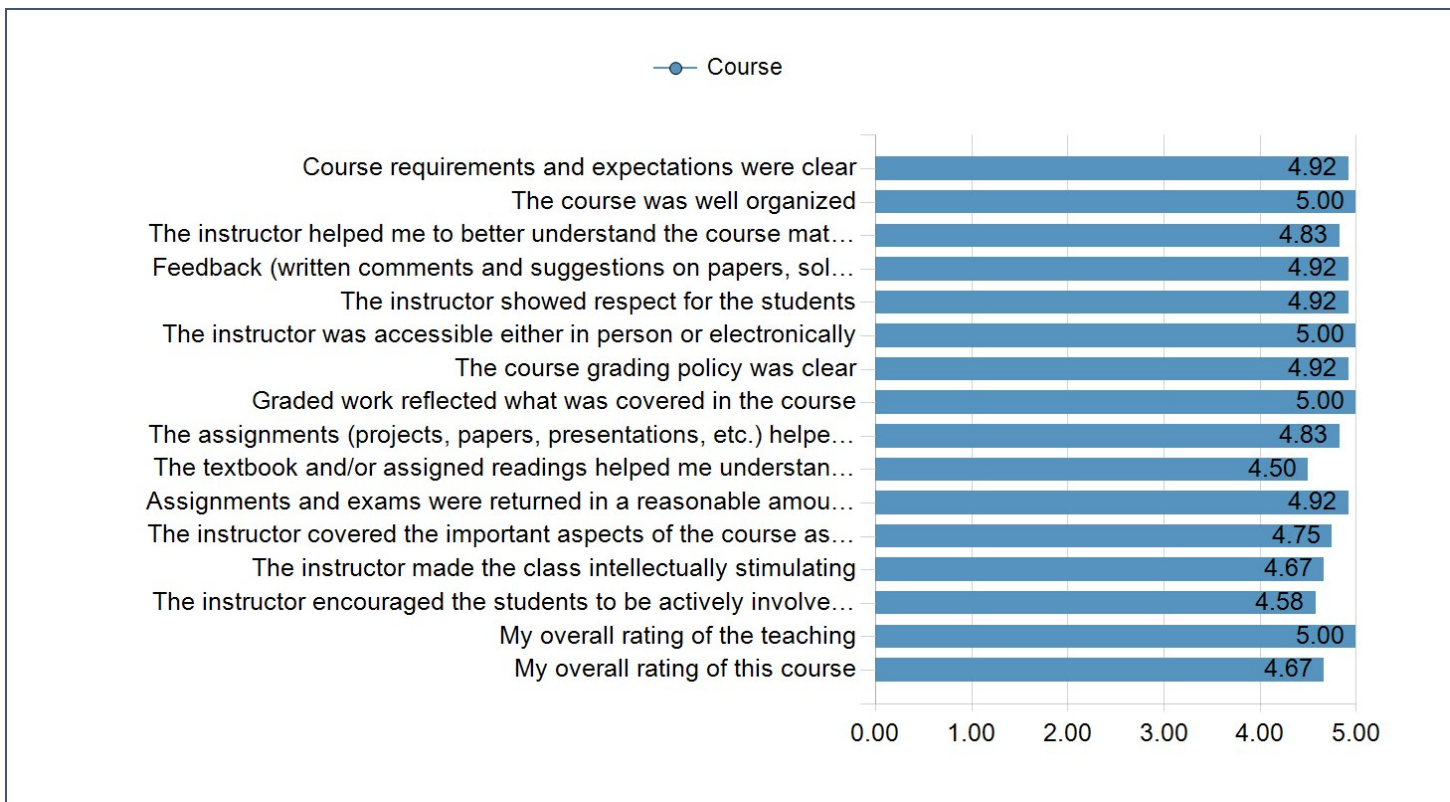 Course
Course requirements and expectations were clear 4.92
The course was well organized 5.00
The instructor helped me to better understand the course mat… 4.83
Feedback (written comments and suggestions on papers, sol… 4.92
The instructor showed respect for the students 4.92
The instructor was accessible either in person or electronically 5.00
The course grading policy was clear 4.92
Graded work reflected what was covered in the course 5.00
The assignments (projects, papers, presentations, etc.) helpe… 4.83
The textbook and/or assigned readings helped me understan… 4.50
Assignments and exams were returned in a reasonable amou… 4.92
The instructor covered the important aspects of the course as… 4.75
The instructor made the class intellectually stimulating 4.67
The instructor encouraged the students to be actively involve… 4.58
My overall rating of the teaching 5.00
My overall rating of this course 4.67
0.00 1.00 2.00 3.00 4.00 5.00